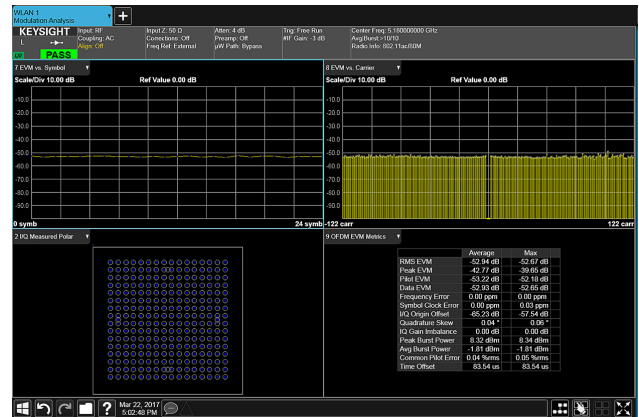 WLAN 1
Modulation Analysis
KEYSIGHT
Input: RF
Coupling: AC
Align: Off
Input Z: 50 Ω
Corrections: Off
Freq Ref: External
Atten: 4 dB
Preamp: Off
µW Path: Bypass
Trig: Free Run
#IF Gain: -3 dB
Center Freq: 5.180000000 GHz
Avg|Burst:>10/10
Radio Info: 802.11ac/80M
L
PASS
7 EVM vs. Symbol
Scale/Div 10.00 dB
Ref Value 0.00 dB
-10.0
-20.0
-30.0
-40.0
-50.0
-60.0
-70.0
-80.0
-90.0
0 symb
24 symb
8 EVM vs. Carrier
Scale/Div 10.00 dB
Ref Value 0.00 dB
-10.0
-20.0
-30.0
-40.0
-50.0
-60.0
-70.0
-80.0
-90.0
-122 carr
122 carr
2 I/Q Measured Polar
9 OFDM EVM Metrics
Average Max
RMS EVM -52.94 dB -52.67 dB
Peak EVM -42.77 dB -39.65 dB
Pilot EVM -53.22 dB -52.18 dB
Data EVM -52.93 dB -52.65 dB
Frequency Error 0.00 ppm 0.00 ppm
Symbol Clock Error 0.00 ppm 0.03 ppm
I/Q Origin Offset -65.23 dB -57.54 dB
Quadrature Skew 0.04 ° 0.06 °
IQ Gain Imbalance 0.00 dB 0.00 dB
Peak Burst Power 8.32 dBm 8.34 dBm
Avg Burst Power -1.81 dBm -1.81 dBm
Common Pilot Error 0.04 %rms 0.05 %rms
Time Offset 83.54 us 83.54 us
Mar 22, 2017
5:02:48 PM